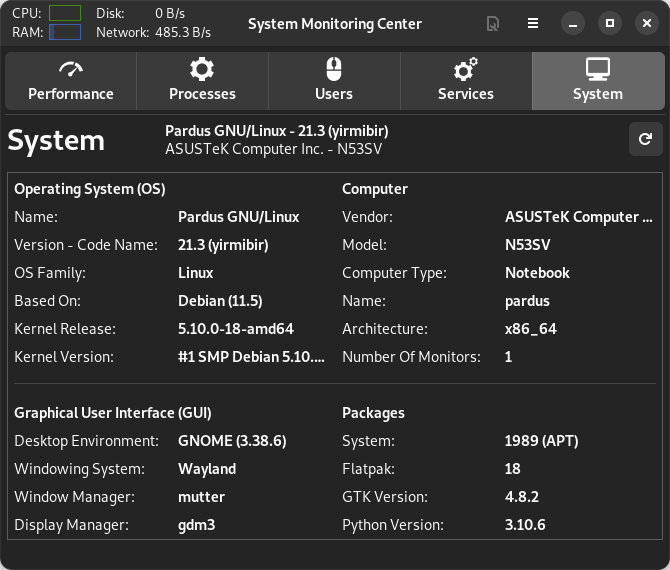 CPU: Disk: 0 B/s
RAM: Network: 485.3 B/s
System Monitoring Center
Performance Processes Users Services System
System
Pardus GNU/Linux - 21.3 (yirmibir)
ASUSTeK Computer Inc. - N53SV
Operating System (OS)
Name: Pardus GNU/Linux
Version - Code Name: 21.3 (yirmibir)
OS Family: Linux
Based On: Debian (11.5)
Kernel Release: 5.10.0-18-amd64
Kernel Version: #1 SMP Debian 5.10....
Computer
Vendor: ASUSTeK Computer ...
Model: N53SV
Computer Type: Notebook
Name: pardus
Architecture: x86_64
Number Of Monitors: 1
Graphical User Interface (GUI)
Desktop Environment: GNOME (3.38.6)
Windowing System: Wayland
Window Manager: mutter
Display Manager: gdm3
Packages
System: 1989 (APT)
Flatpak: 18
GTK Version: 4.8.2
Python Version: 3.10.6